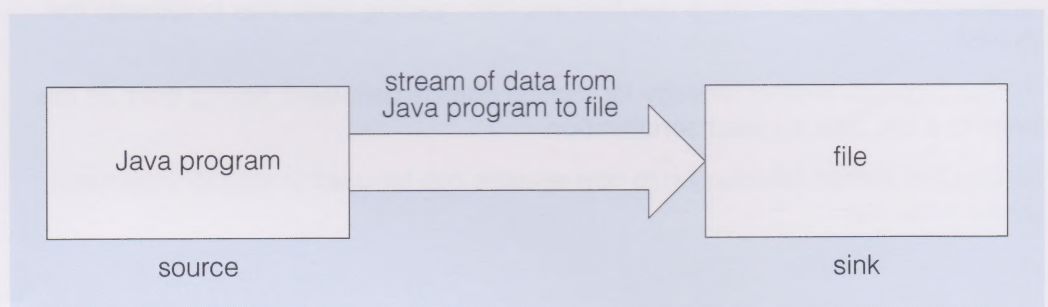 stream of data from
Java program to file
Java program
file
source
sink